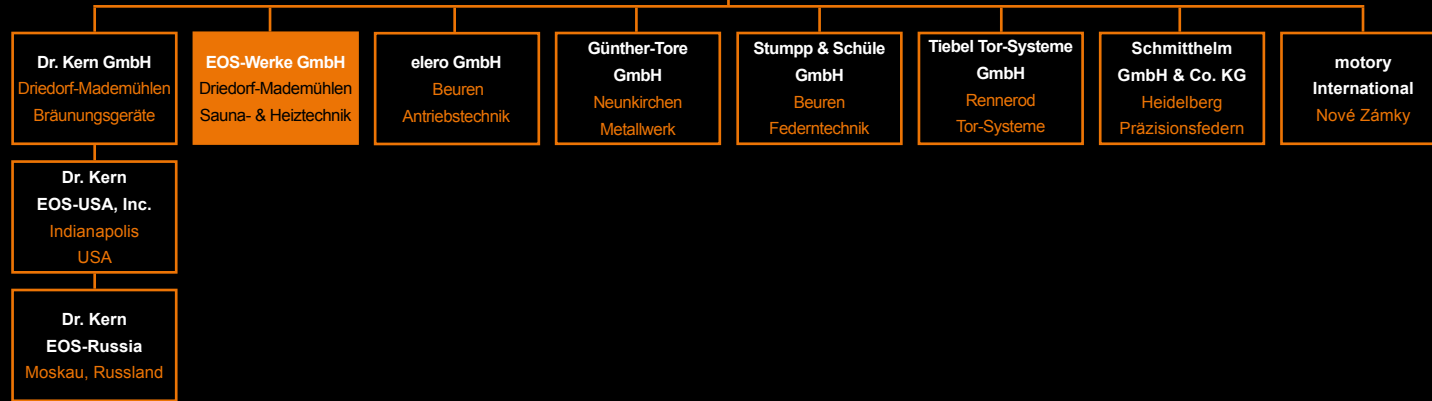 Dr. Kern GmbH
Driedorf-Mademühlen
Bräunungsgeräte
EOS-Werke GmbH
Driedorf-Mademühlen
Sauna- & Heiztechnik
elero GmbH
Beuren
Antriebstechnik
Günther-Tore
GmbH
Neunkirchen
Metallwerk
Stumpp & Schüle
GmbH
Beuren
Federntechnik
Tiebel Tor-Systeme
GmbH
Rennerod
Tor-Systeme
Schmitthelm
GmbH & Co. KG
Heidelberg
Präzisionsfedern
motory
International
Nové Zámky
Dr. Kern
EOS-USA, Inc.
Indianapolis
USA
Dr. Kern
EOS-Russia
Moskau, Russland